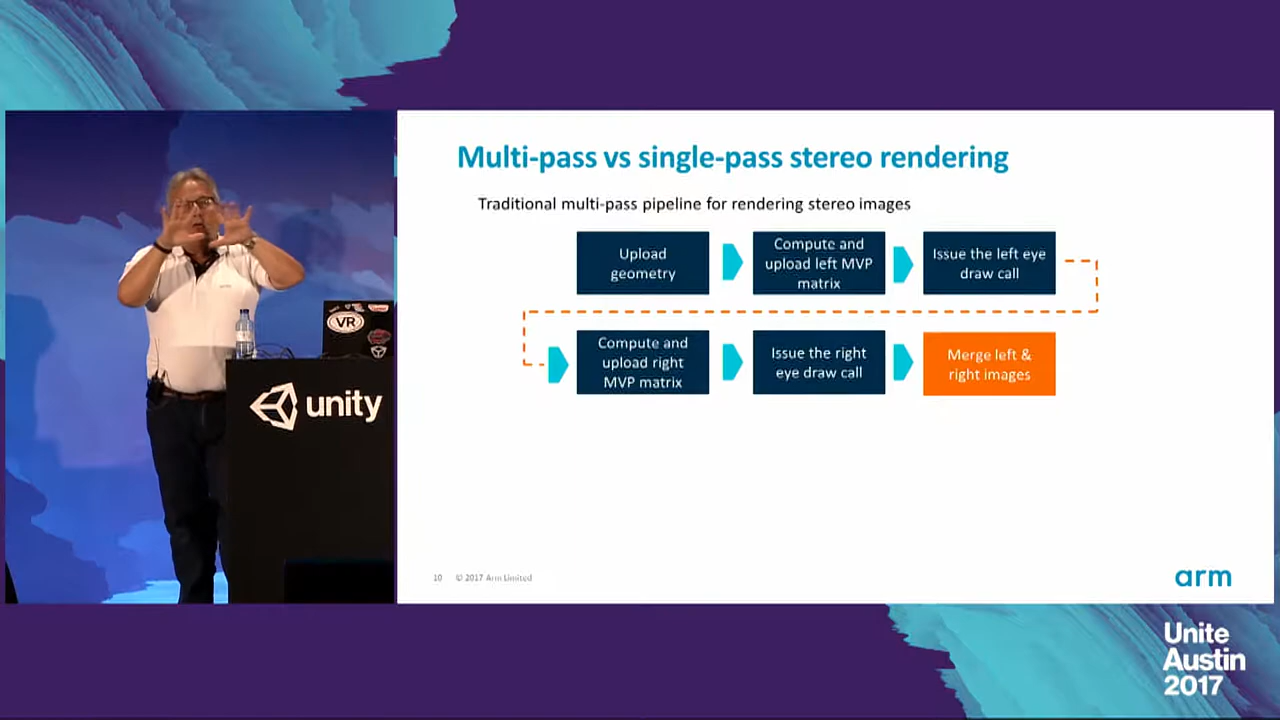 Multi-pass vs single-pass stereo rendering
Traditional multi-pass pipeline for rendering stereo images
Upload
geometry
Compute and
upload left MVP
matrix
Issue the left eye
draw call
Compute and
upload right
MVP matrix
Issue the right
eye draw call
Merge left &
right images
VR
unity
10 © 2017 Arm Limited
arm
Unite
Austin
2017